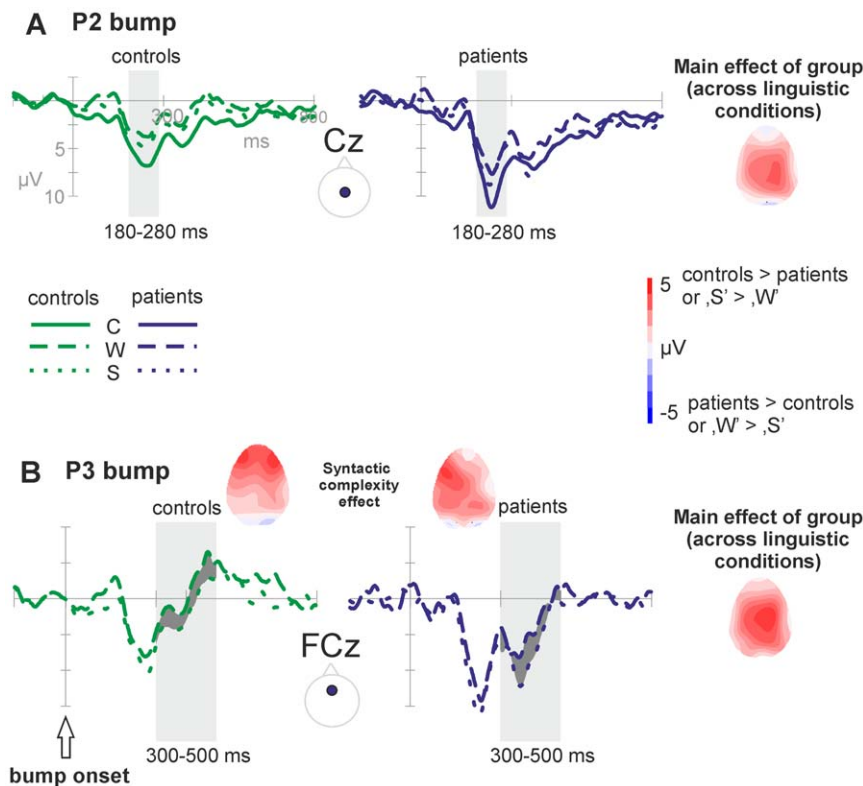 A P2 bump
controls
patients
Main effect of group
(across linguistic
conditions)
300
ms
5
µV
10
Cz
180-280 ms
180-280 ms
controls patients
C
W
S
5 controls > patients
or ‚S’ > ‚W’
µV
-5 patients > controls
or ‚W’ > ‚S’
B P3 bump
Syntactic
complexity
effect
controls
patients
Main effect of group
(across linguistic
conditions)
FCz
300-500 ms
300-500 ms
bump onset